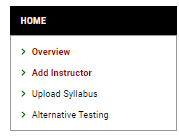 HOME
Overview
Add Instructor
Upload Syllabus
Alternative Testing